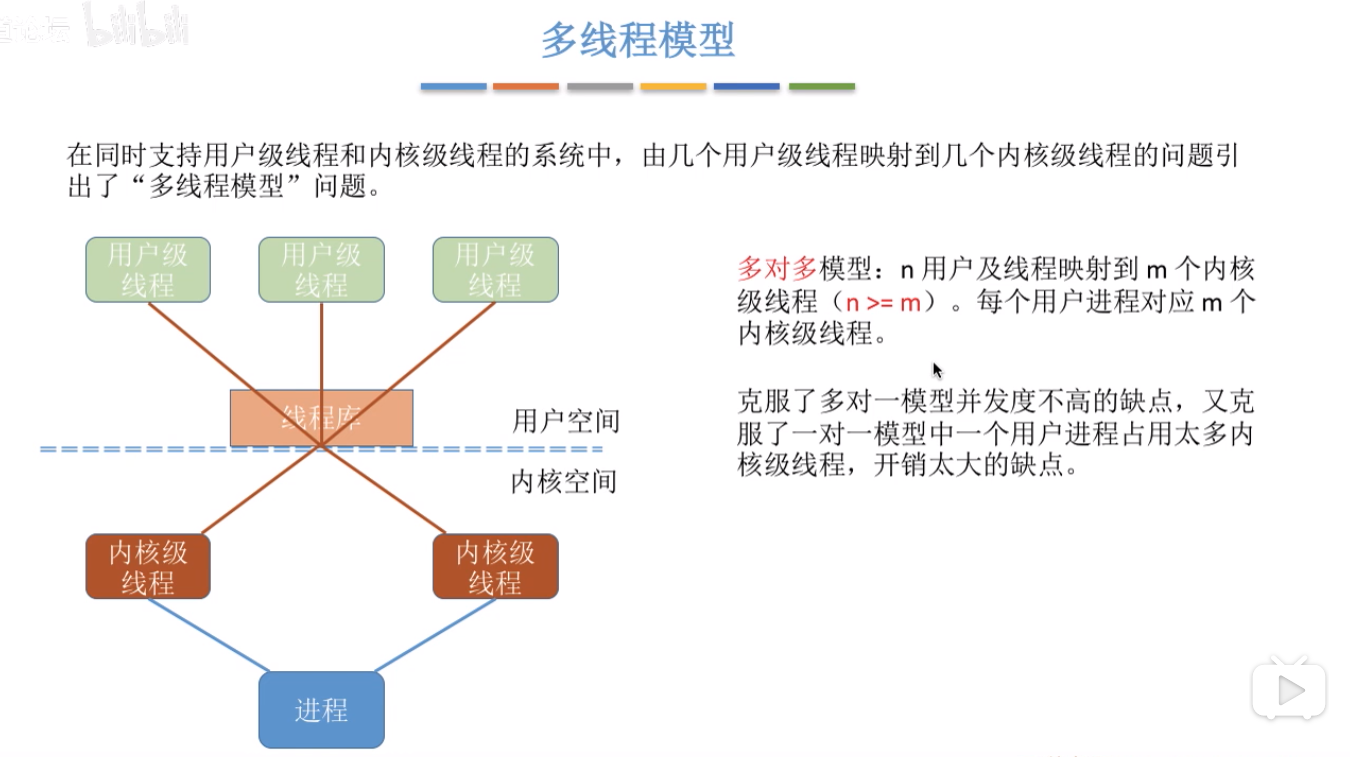 bilibili
多线程模型
在同时支持用户级线程和内核级线程的系统中，由几个用户级线程映射到几个内核级线程的问题引
出了“多线程模型”问题。
用户级
线程
用户级
线程
用户级
线程
线程库
用户空间
内核空间
内核级
线程
内核级
线程
进程
多对多模型：n 用户及线程映射到 m 个内核
级线程（n >= m）。每个用户进程对应 m 个
内核级线程。
克服了多对一模型并发度不高的缺点，又克
服了一对一模型中一个用户进程占用太多内
核级线程，开销太大的缺点。